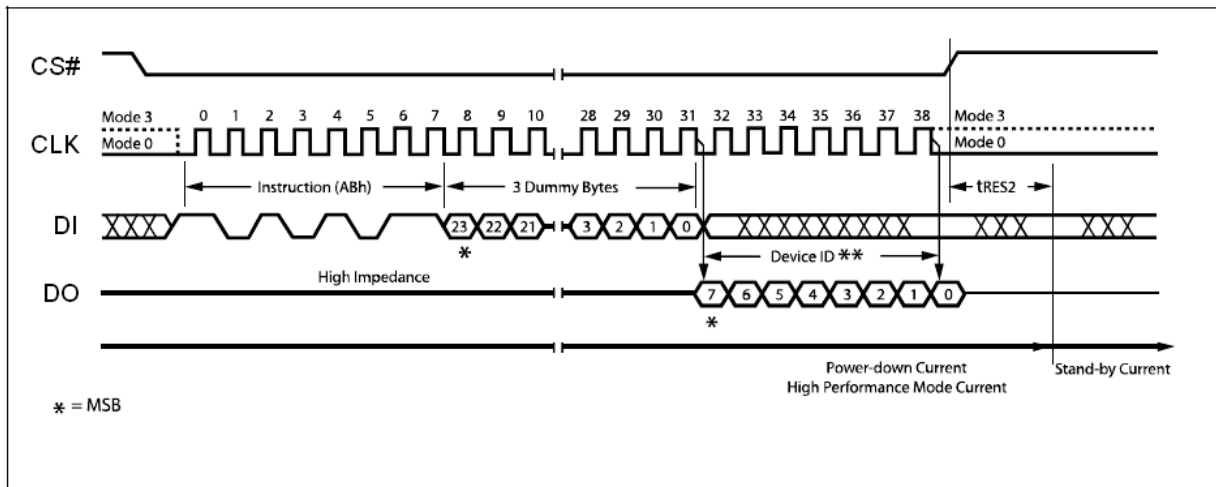 CS#
Mode 3 0 1 2 3 4 5 6 7 8 9 10 28 29 30 31 32 33 34 35 36 37 38 Mode 3
CLK Mode 0 Mode 0
Instruction (ABh) 3 Dummy Bytes tRES2
DI 23 22 21 3 2 1 0
* Device ID **
High Impedance
DO 7 6 5 4 3 2 1 0
*
Power-down Current Stand-by Current
High Performance Mode Current
* = MSB